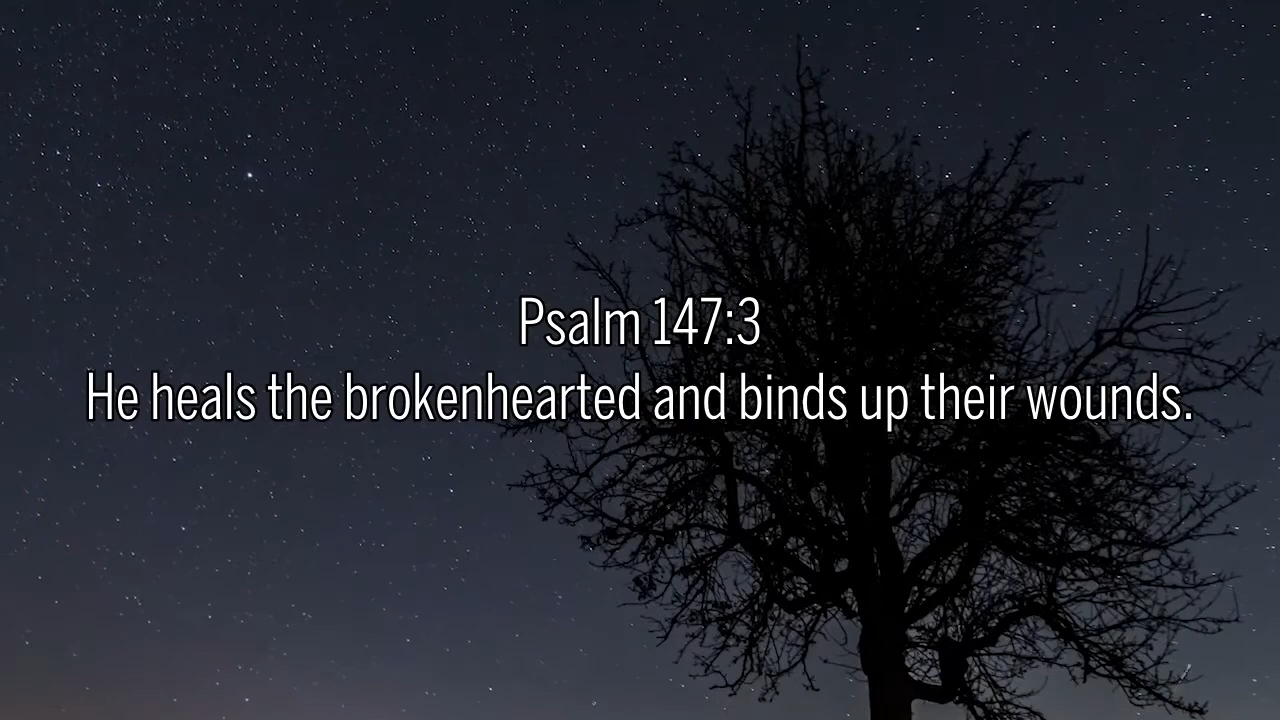 Psalm 147:3
He heals the brokenhearted and binds up their wounds.